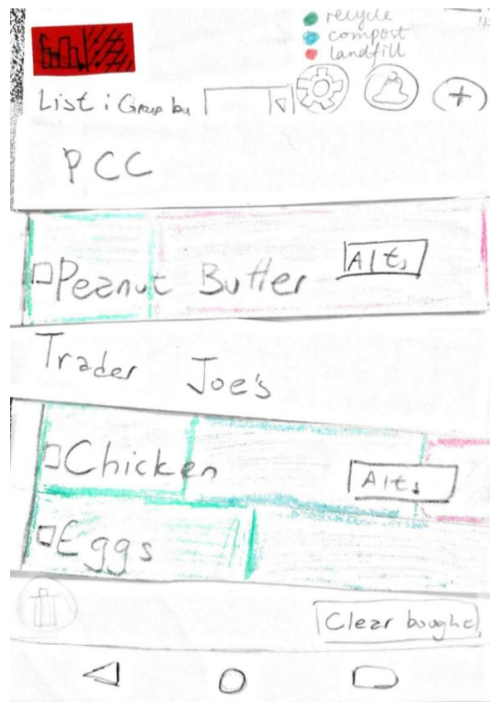 recycle
compost
landfill
List: Group by
+
PCC
Peanut Butter Alts
Trader Joe's
Chicken Alts
Eggs
Clear bought